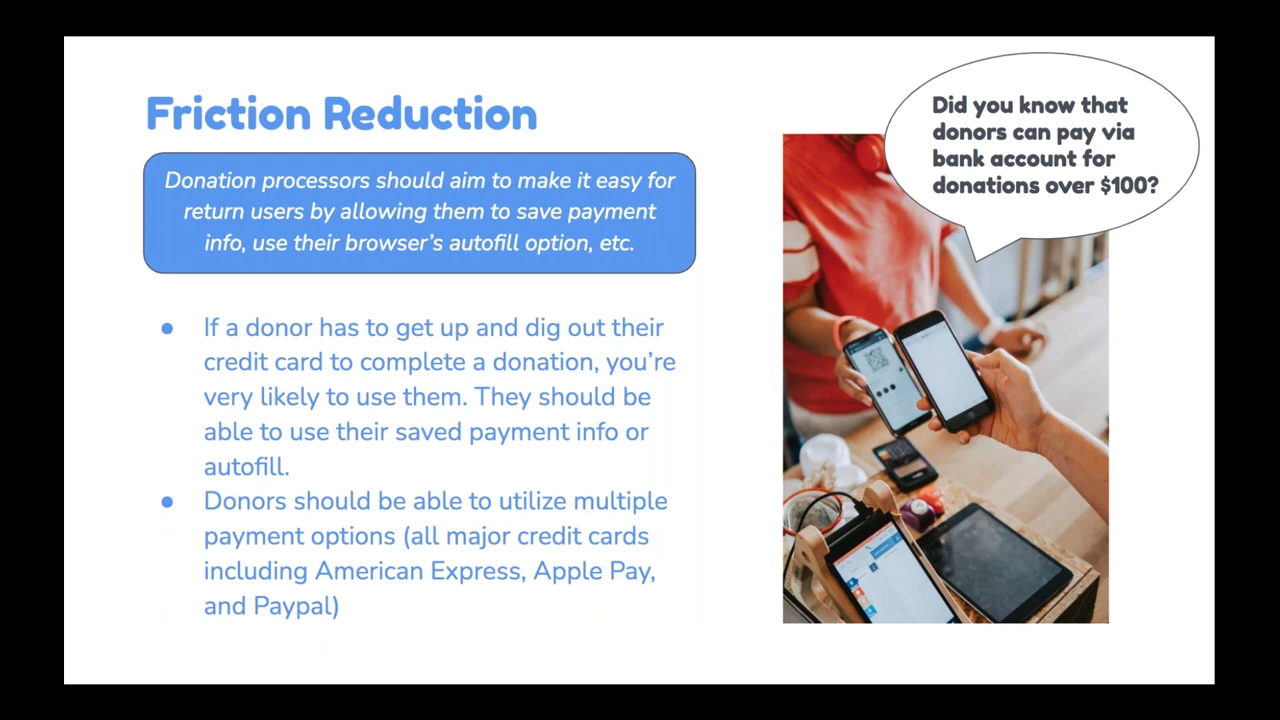 Friction Reduction
Donation processors should aim to make it easy for
return users by allowing them to save payment
info, use their browser's autofill option, etc.
● If a donor has to get up and dig out their
credit card to complete a donation, you're
very likely to use them. They should be
able to use their saved payment info or
autofill.
● Donors should be able to utilize multiple
payment options (all major credit cards
including American Express, Apple Pay,
and Paypal)
Did you know that
donors can pay via
bank account for
donations over $100?